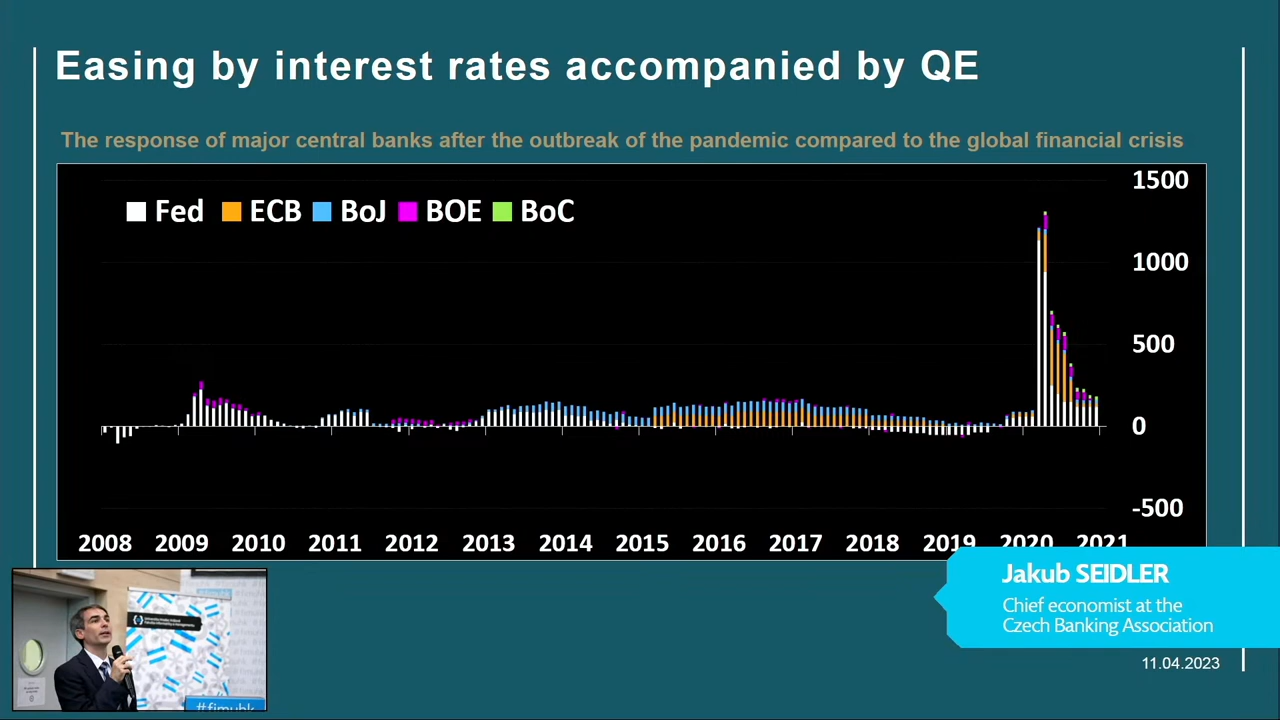 Easing by interest rates accompanied by QE
The response of major central banks after the outbreak of the pandemic compared to the global financial crisis
Fed ECB BoJ BOE BoC
1500
1000
500
0
-500
2008 2009 2010 2011 2012 2013 2014 2015 2016 2017 2018 2019 2020 2021
Jakub SEIDLER
Chief economist at the
Czech Banking Association
11.04.2023
#fimuhk